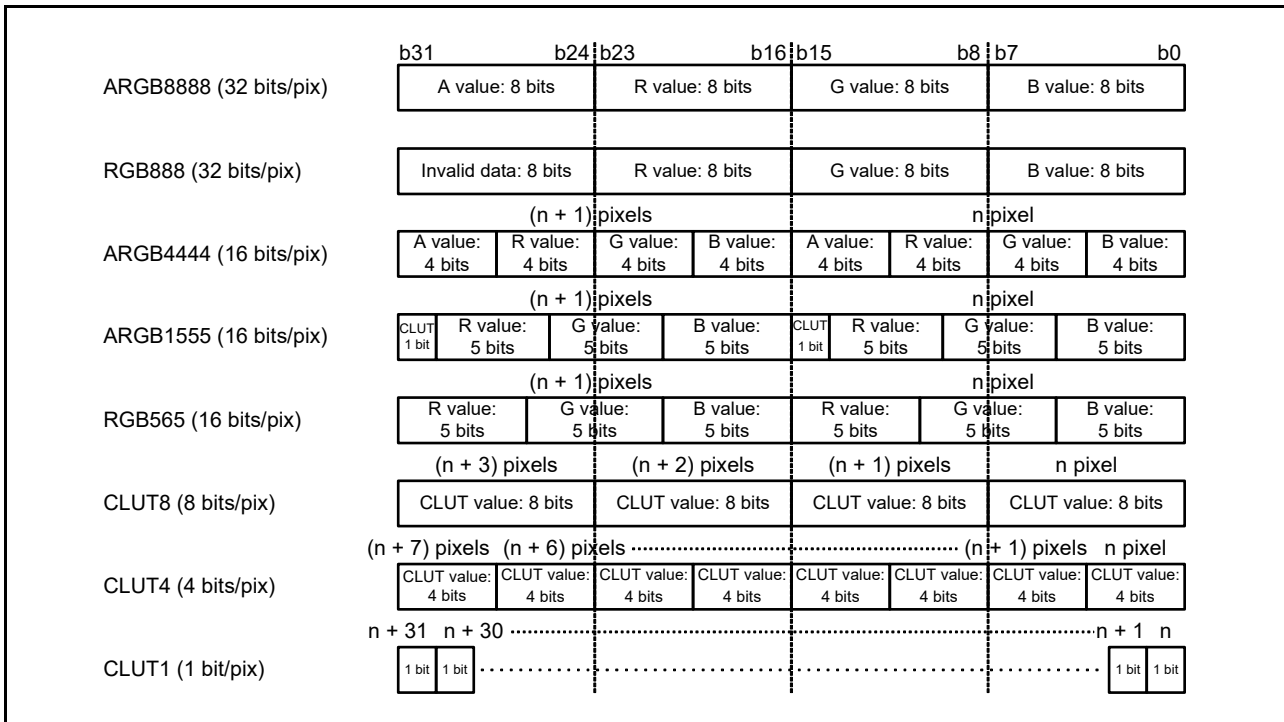 b31 b24 b23 b16 b15 b8 b7 b0
ARGB8888 (32 bits/pix) A value: 8 bits R value: 8 bits G value: 8 bits B value: 8 bits
RGB888 (32 bits/pix) Invalid data: 8 bits R value: 8 bits G value: 8 bits B value: 8 bits
(n + 1) pixels n pixel
ARGB4444 (16 bits/pix) A value: R value: G value: B value: A value: R value: G value: B value:
4 bits 4 bits 4 bits 4 bits 4 bits 4 bits 4 bits 4 bits
(n + 1) pixels n pixel
ARGB1555 (16 bits/pix) CLUT R value: G value: B value: CLUT R value: G value: B value:
1 bit 5 bits 5 bits 5 bits 1 bit 5 bits 5 bits 5 bits
(n + 1) pixels n pixel
RGB565 (16 bits/pix) R value: G value: B value: R value: G value: B value:
5 bits 5 bits 5 bits 5 bits 5 bits 5 bits
(n + 3) pixels (n + 2) pixels (n + 1) pixels n pixel
CLUT8 (8 bits/pix) CLUT value: 8 bits CLUT value: 8 bits CLUT value: 8 bits CLUT value: 8 bits
(n + 7) pixels (n + 6) pixels (n + 1) pixels n pixel
CLUT4 (4 bits/pix) CLUT value: CLUT value: CLUT value: CLUT value: CLUT value: CLUT value: CLUT value: CLUT value:
4 bits 4 bits 4 bits 4 bits 4 bits 4 bits 4 bits 4 bits
n + 31 n + 30 n + 1 n
CLUT1 (1 bit/pix) 1 bit 1 bit 1 bit 1 bit